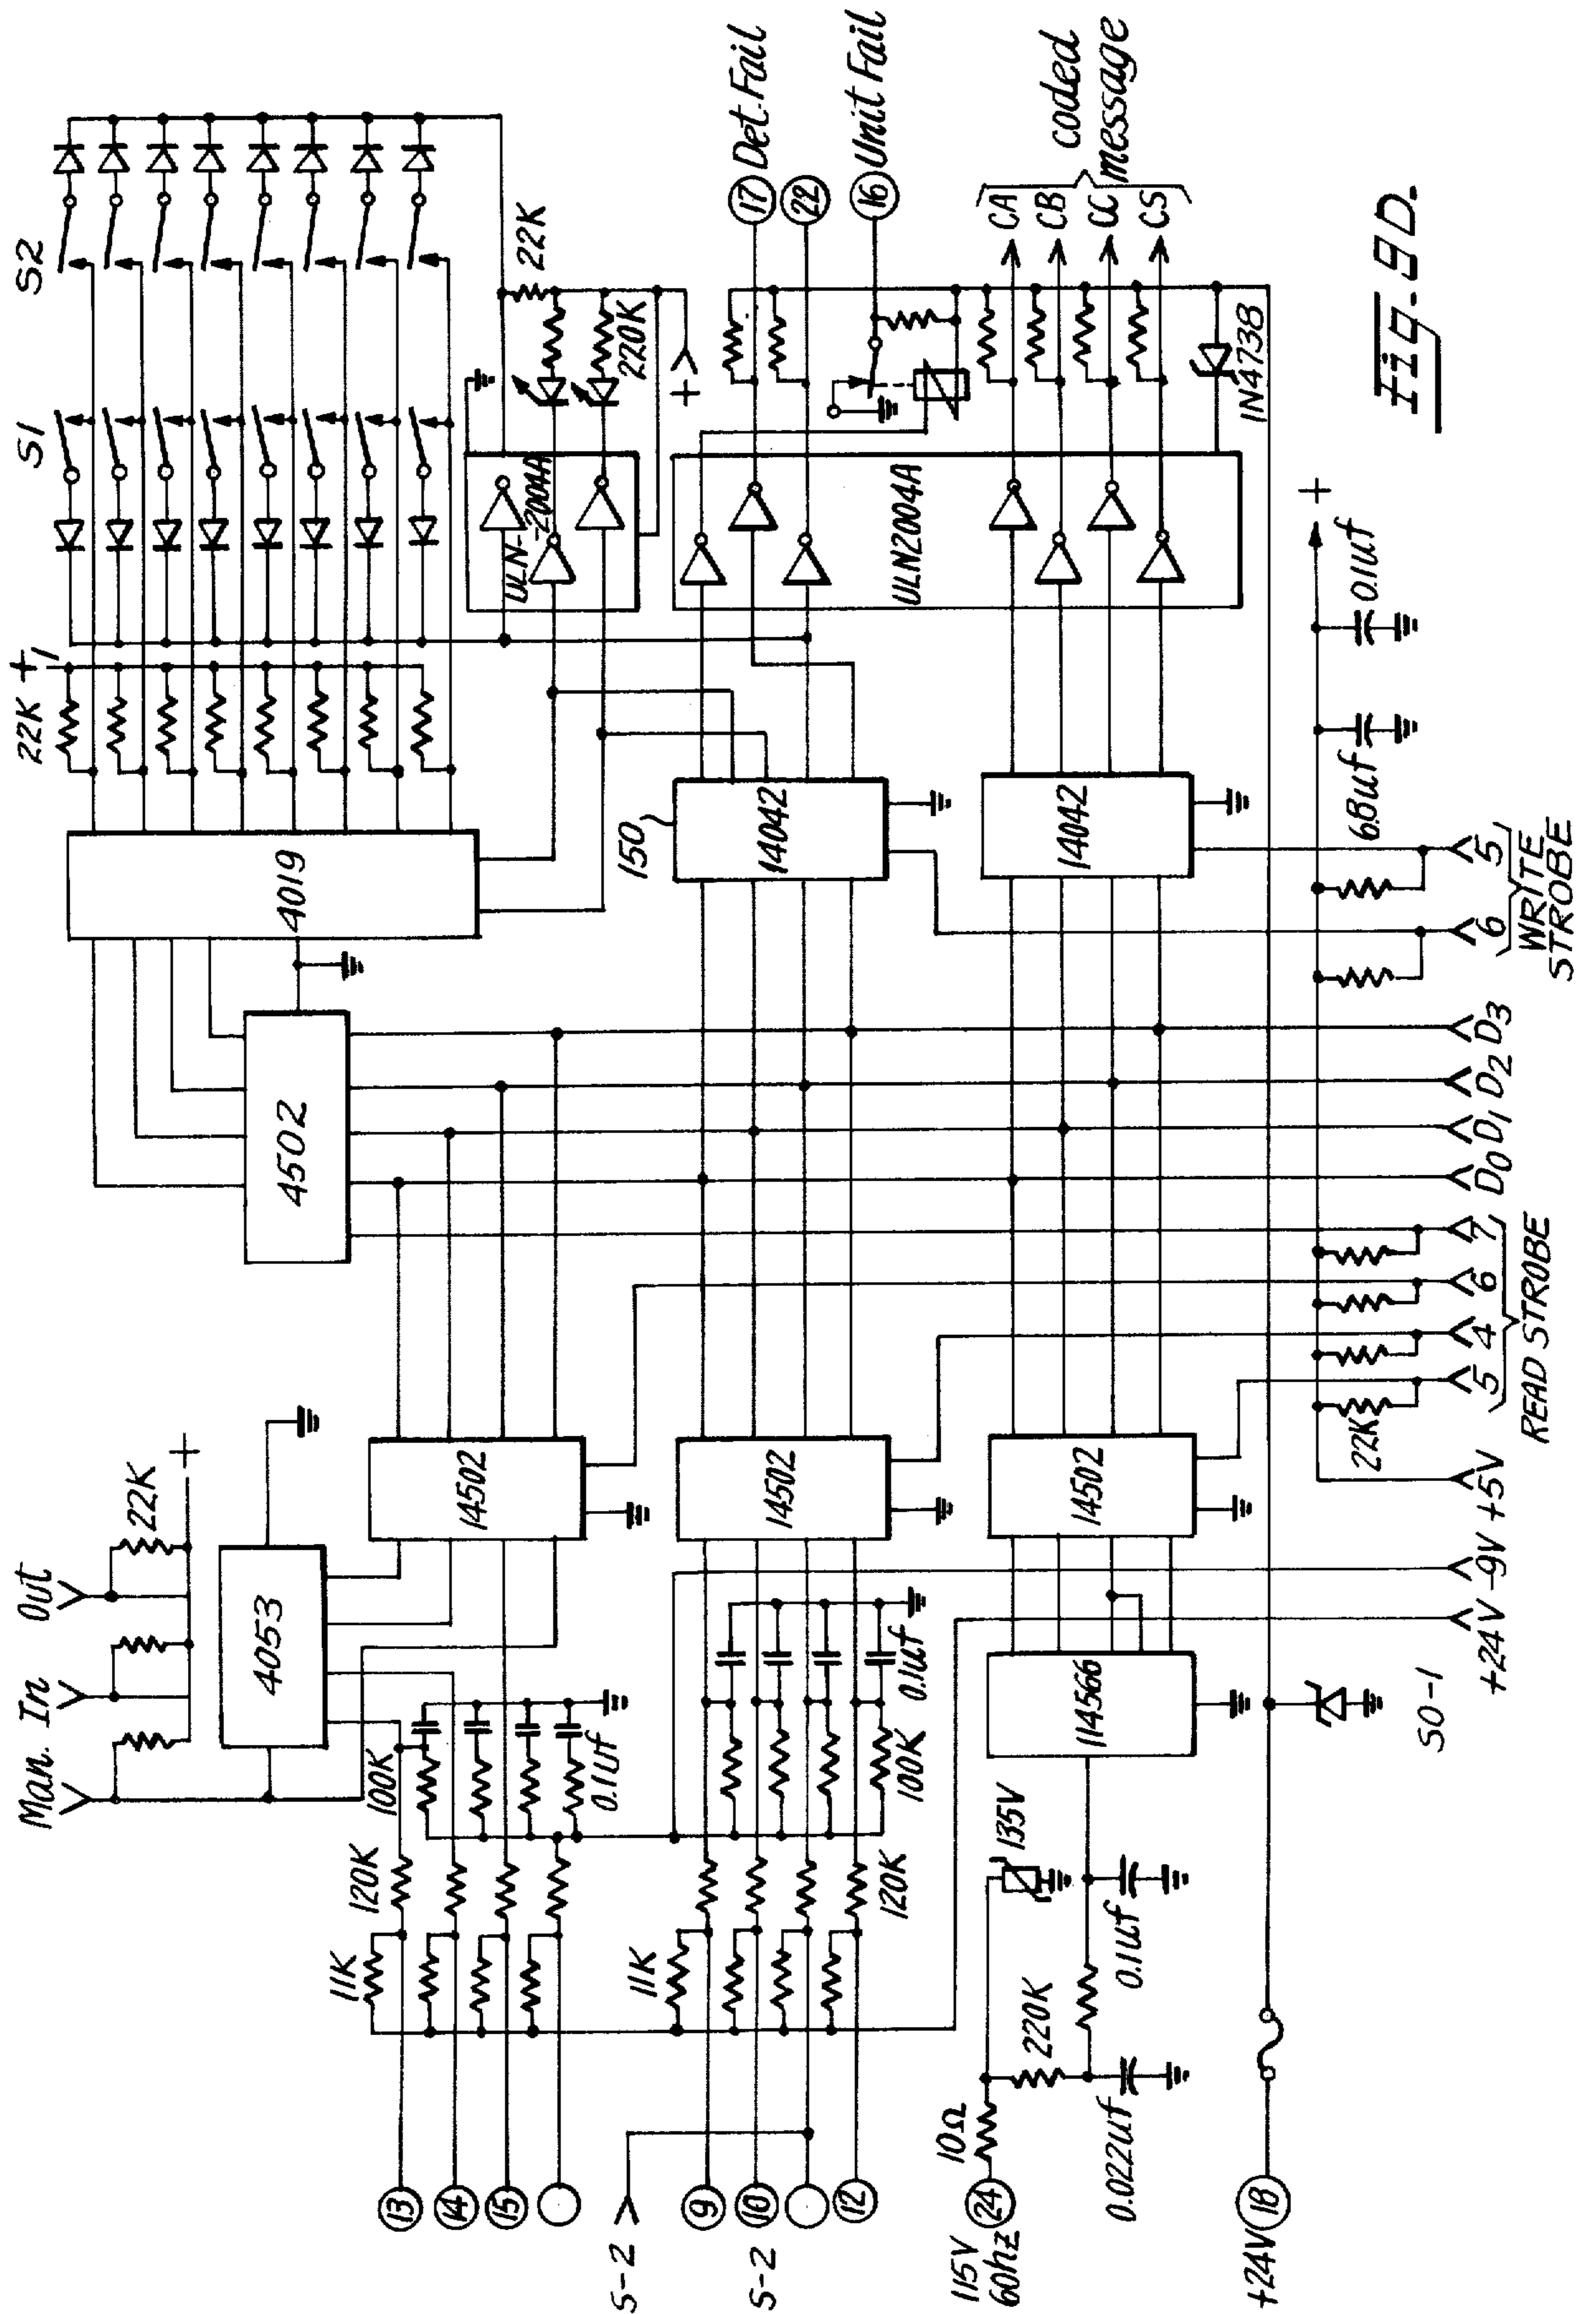 S1
S2
22K +
4019
4502
Man.
In
Out
22K
+
4053
100K
0.1uf
120K
11K
14502
ULN-
-2004A
22K
220K
+
13
14
15
S-2
9
10
12
S-2
11K
120K
100K
0.1uf
14502
150
14042
17 Det. Fail
22
16 Unit Fail
ULN2004A
115V
60hz
24
10Ω
220K
0.022uf
0.1uf
135V
114566
14502
14042
CA
CB
CC
CS
coded
message
1N4738
+24V 18
SO-1
22K
6.8uf
0.1uf
+
+24V
-9V
+5V
5
4
6
7
READ STROBE
D0
D1
D2
D3
6
5
WRITE
STROBE
Fig. 9D.